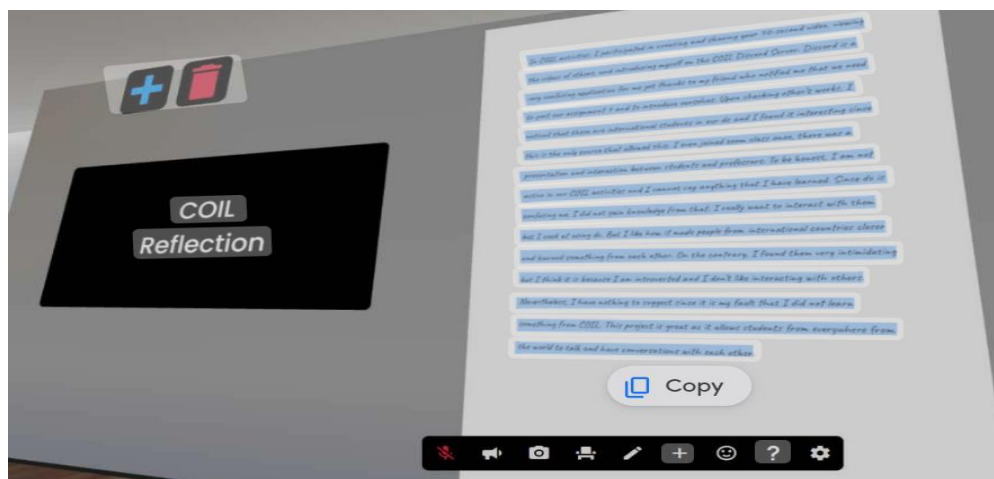 COIL
Reflection
In COIL activities, I participated in creating and sharing your 90-second video, viewing
the videos of others, and introducing myself on the COIL Discord Server. Discord is a
very confusing application for me yet thanks to my friend who notified me that we need
to post our assignment 1 and to introduce ourselves. Upon checking other's works, I
noticed that there are international students in our dc and I found it interesting since
this is the only course that allowed this. I even joined zoom class once, there was a
presentation and interaction between students and professors. To be honest, I am not
active in our COIL activities and I cannot say anything that I have learned. Since dc is
confusing me, I did not gain knowledge from that. I really want to interact with them
but I suck at using dc. But I like how it made people from international countries closer
and learned something from each other. On the contrary, I found them very intimidating
but I think it is because I am introverted and I don't like interacting with others.
Nevertheless, I have nothing to suggest since it is my fault that I did not learn
something from COIL. This project is great as it allows students from everywhere from
the world to talk and have conversations with each other
Copy